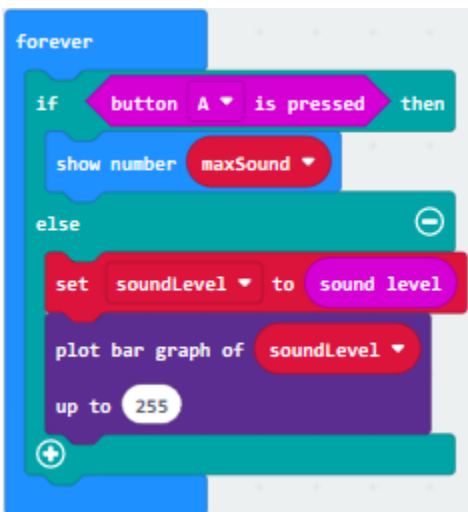 forever
if button A is pressed then
show number maxSound
else
set soundLevel to sound level
plot bar graph of soundLevel
up to 255